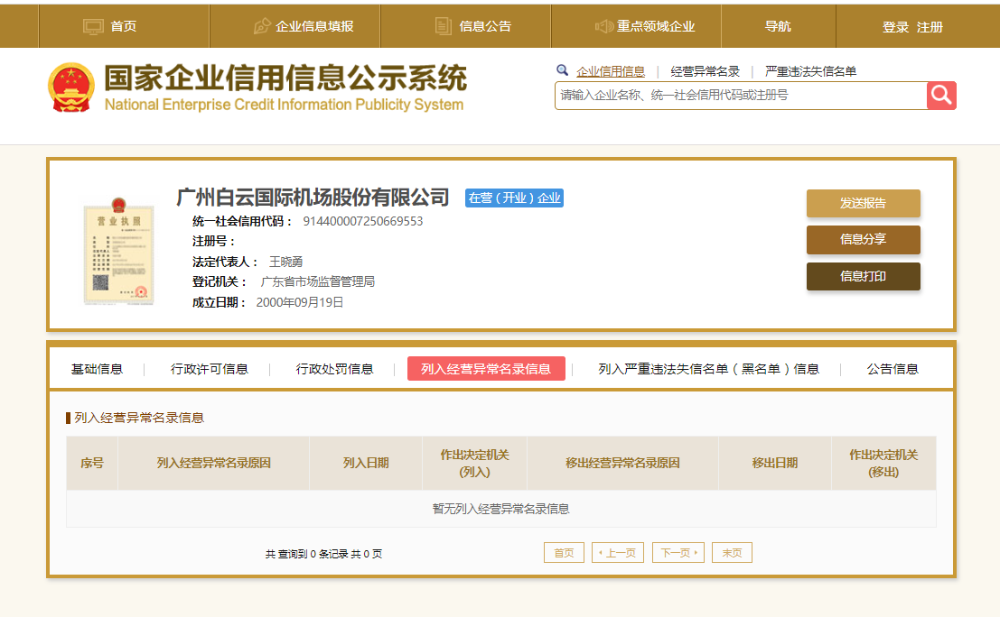 首页 企业信息填报 信息公告 重点领域企业 导航 登录 注册
国家企业信用信息公示系统
National Enterprise Credit Information Publicity System
企业信用信息 | 经营异常名录 | 严重违法失信名单
请输入企业名称、统一社会信用代码或注册号
广州白云国际机场股份有限公司 在营（开业）企业
统一社会信用代码： 914400007250669553
注册号：
法定代表人： 王晓勇
登记机关： 广东省市场监督管理局
成立日期： 2000年09月19日
营业执照
发送报告
信息分享
信息打印
基础信息 | 行政许可信息 | 行政处罚信息 | 列入经营异常名录信息 | 列入严重违法失信名单（黑名单）信息 | 公告信息
列入经营异常名录信息
序号 列入经营异常名录原因 列入日期 作出决定机关(列入) 移出经营异常名录原因 移出日期 作出决定机关(移出)
暂无列入经营异常名录信息
共 查询到 0 条记录 共 0 页 首页 上一页 下一页 末页